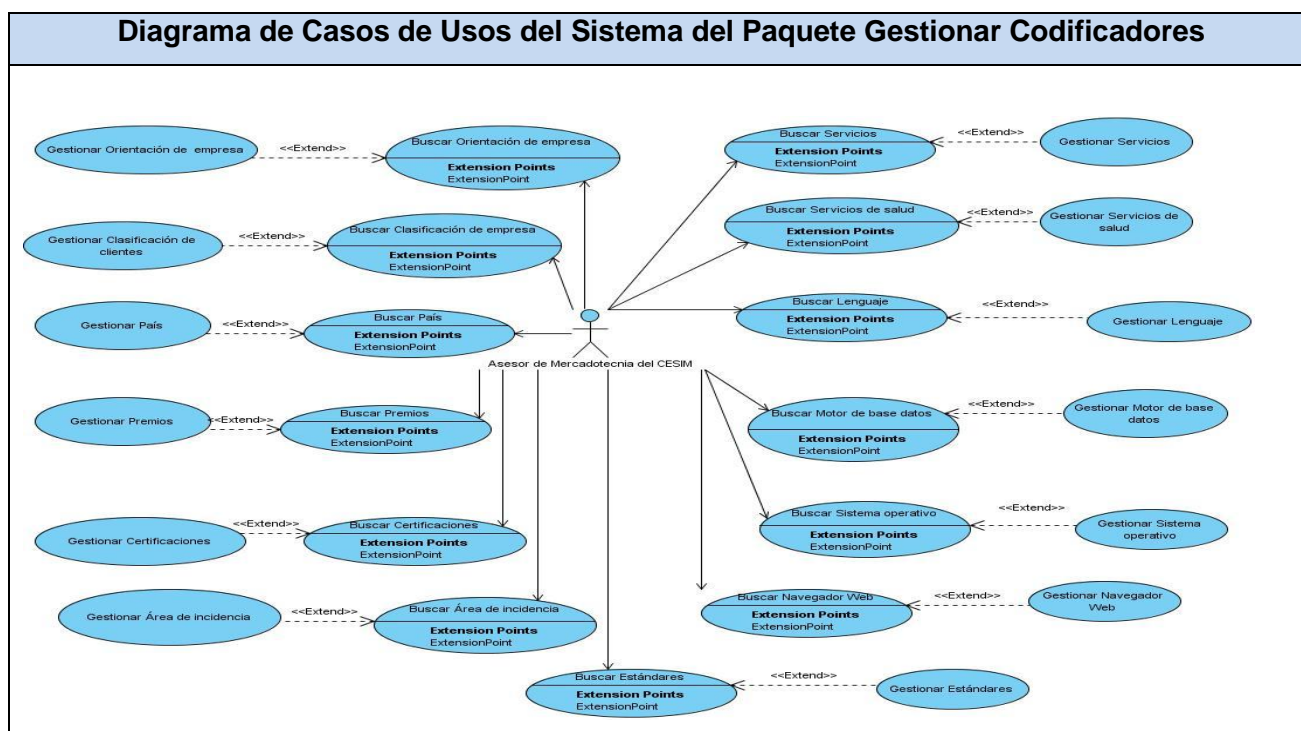 Diagrama de Casos de Usos del Sistema del Paquete Gestionar Codificadores
Gestionar Orientación de empresa
<<Extend>>
Buscar Orientación de empresa
Extension Points
ExtensionPoint
Buscar Servicios
Extension Points
ExtensionPoint
<<Extend>>
Gestionar Servicios
Gestionar Clasificación de
clientes
<<Extend>>
Buscar Clasificación de empresa
Extension Points
ExtensionPoint
Buscar Servicios de salud
Extension Points
ExtensionPoint
<<Extend>>
Gestionar Servicios de
salud
Gestionar País
<<Extend>>
Buscar País
Extension Points
ExtensionPoint
Buscar Lenguaje
Extension Points
ExtensionPoint
<<Extend>>
Gestionar Lenguaje
Asesor de Mercadotecnia del CESIM
Gestionar Premios
<<Extend>>
Buscar Premios
Extension Points
ExtensionPoint
Buscar Motor de base datos
Extension Points
ExtensionPoint
<<Extend>>
Gestionar Motor de base
datos
Gestionar Certificaciones
<<Extend>>
Buscar Certificaciones
Extension Points
ExtensionPoint
Buscar Sistema operativo
Extension Points
ExtensionPoint
<<Extend>>
Gestionar Sistema
operativo
Gestionar Área de incidencia
<<Extend>>
Buscar Área de incidencia
Extension Points
ExtensionPoint
Buscar Navegador Web
Extension Points
ExtensionPoint
<<Extend>>
Gestionar Navegador
Web
Buscar Estándares
Extension Points
ExtensionPoint
<<Extend>>
Gestionar Estándares